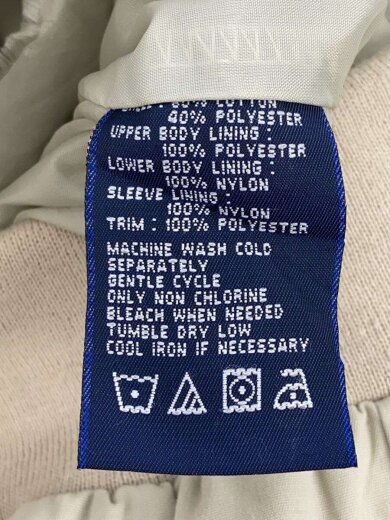 40% POLYESTER
UPPER BODY LINING :
100% POLYESTER
LOWER BODY LINING :
100% NYLON
SLEEVE LINING :
100% NYLON
TRIM : 100% POLYESTER
MACHINE WASH COLD
SEPARATELY
GENTLE CYCLE
ONLY NON CHLORINE
BLEACH WHEN NEEDED
TUMBLE DRY LOW
COOL IRON IF NECESSARY